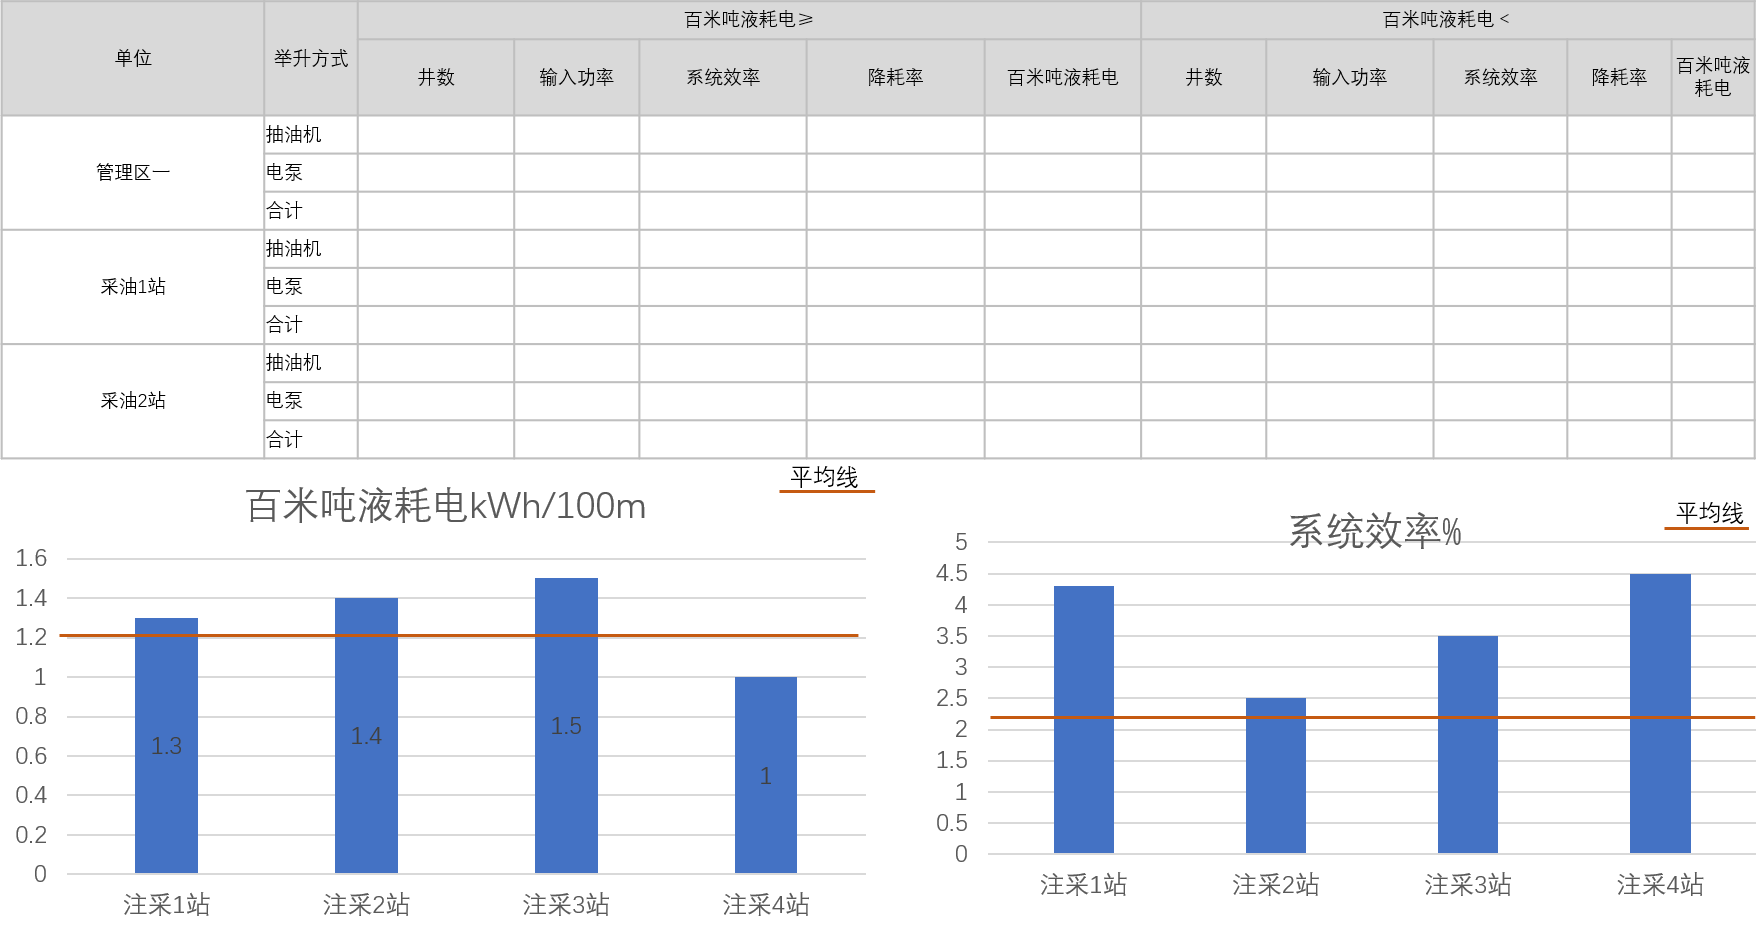 单位 举升方式 百米吨液耗电≥ 百米吨液耗电<
井数 输入功率 系统效率 降耗率 百米吨液耗电 井数 输入功率 系统效率 降耗率 百米吨液
耗电
管理区一 抽油机
电泵
合计
采油1站 抽油机
电泵
合计
采油2站 抽油机
电泵
合计
平均线
百米吨液耗电kWh/100m
1.6
1.4
1.2
1
0.8
0.6
0.4
0.2
0
1.3 1.4 1.5 1
注采1站 注采2站 注采3站 注采4站
平均线
系统效率%
5
4.5
4
3.5
3
2.5
2
1.5
1
0.5
0
注采1站 注采2站 注采3站 注采4站